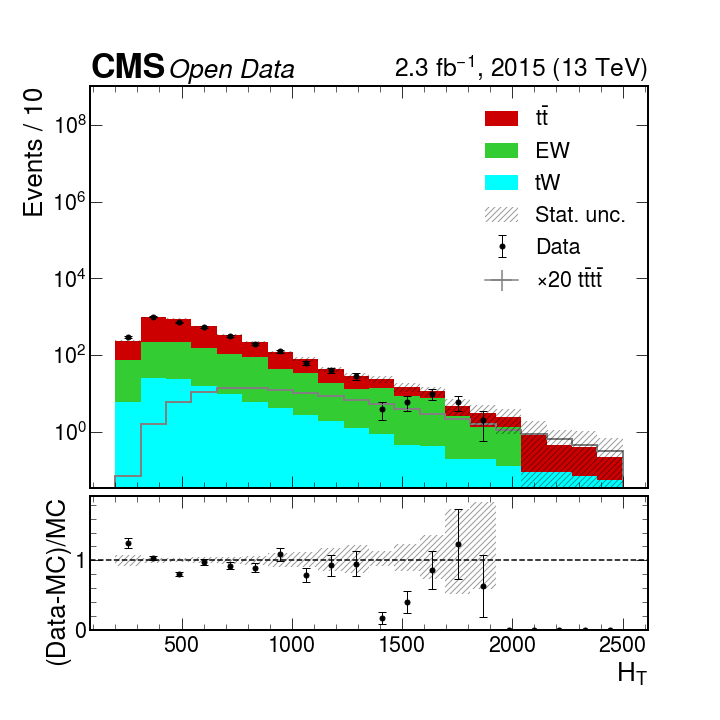 CMS Open Data 2.3 fb⁻¹, 2015 (13 TeV)
Events / 10
10⁸
10⁶
10⁴
10²
10⁰
tt̄
EW
tW
Stat. unc.
Data
×20 tt̄tt̄
(Data-MC)/MC
1
0
500 1000 1500 2000 2500
H_T